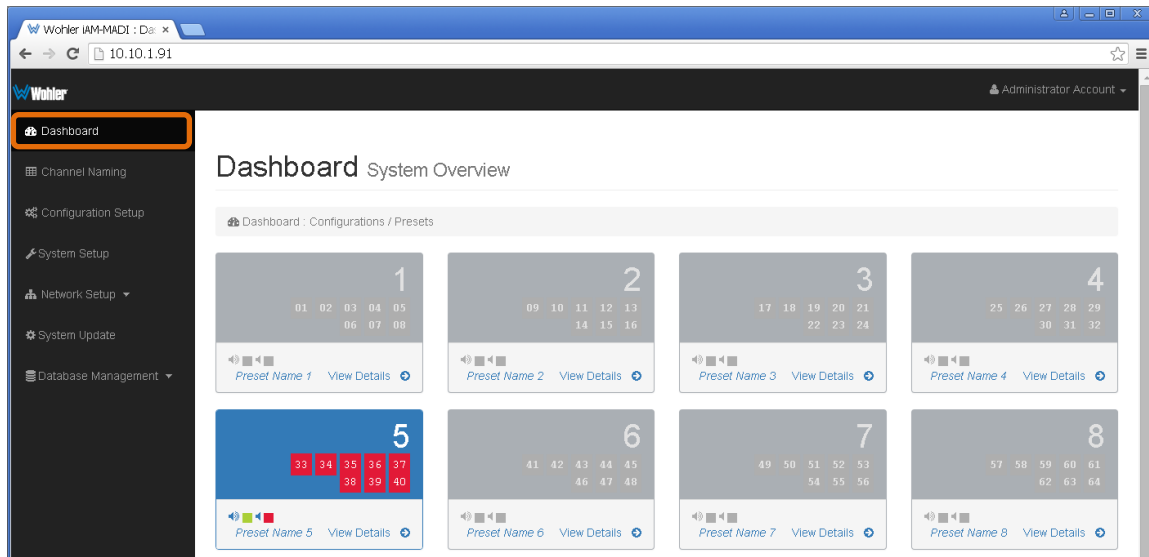 Wohler iAM-MADI : Da
10.10.1.91
Wohler
Administrator Account
Dashboard
Channel Naming
Configuration Setup
System Setup
Network Setup
System Update
Database Management
Dashboard System Overview
Dashboard : Configurations / Presets
1
01 02 03 04 05
06 07 08
Preset Name 1 View Details
2
09 10 11 12 13
14 15 16
Preset Name 2 View Details
3
17 18 19 20 21
22 23 24
Preset Name 3 View Details
4
25 26 27 28 29
30 31 32
Preset Name 4 View Details
5
33 34 35 36 37
38 39 40
Preset Name 5 View Details
6
41 42 43 44 45
46 47 48
Preset Name 6 View Details
7
49 50 51 52 53
54 55 56
Preset Name 7 View Details
8
57 58 59 60 61
62 63 64
Preset Name 8 View Details